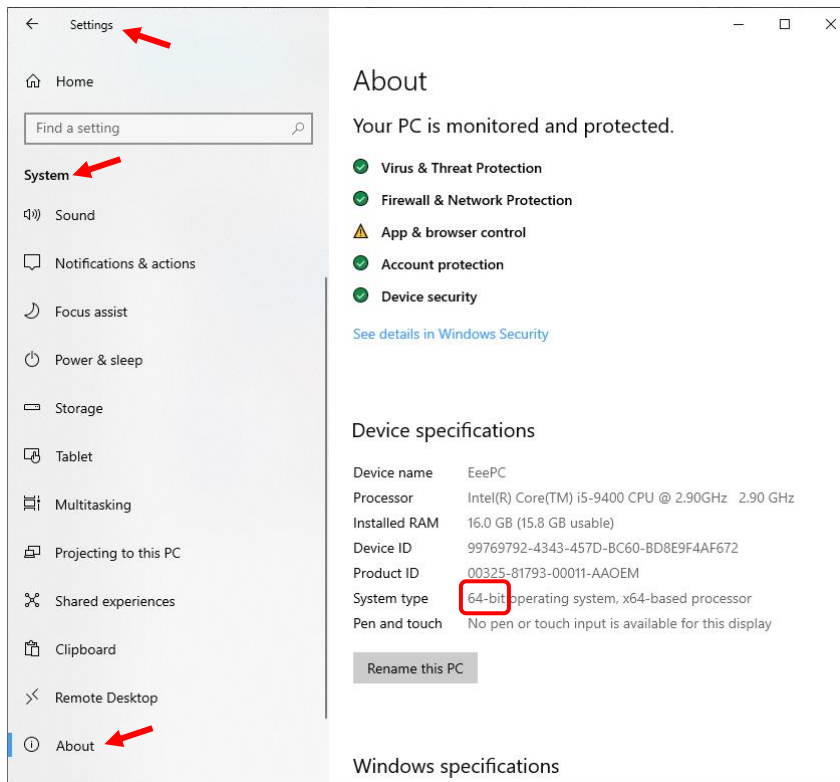 Settings
Home
Find a setting
System
Sound
Notifications & actions
Focus assist
Power & sleep
Storage
Tablet
Multitasking
Projecting to this PC
Shared experiences
Clipboard
Remote Desktop
About
About
Your PC is monitored and protected.
Virus & Threat Protection
Firewall & Network Protection
App & browser control
Account protection
Device security
See details in Windows Security
Device specifications
Device name EeePC
Processor Intel(R) Core(TM) i5-9400 CPU @ 2.90GHz 2.90 GHz
Installed RAM 16.0 GB (15.8 GB usable)
Device ID 99769792-4343-457D-BC60-BD8E9F4AF672
Product ID 00325-81793-00011-AAOEM
System type 64-bit operating system, x64-based processor
Pen and touch No pen or touch input is available for this display
Rename this PC
Windows specifications